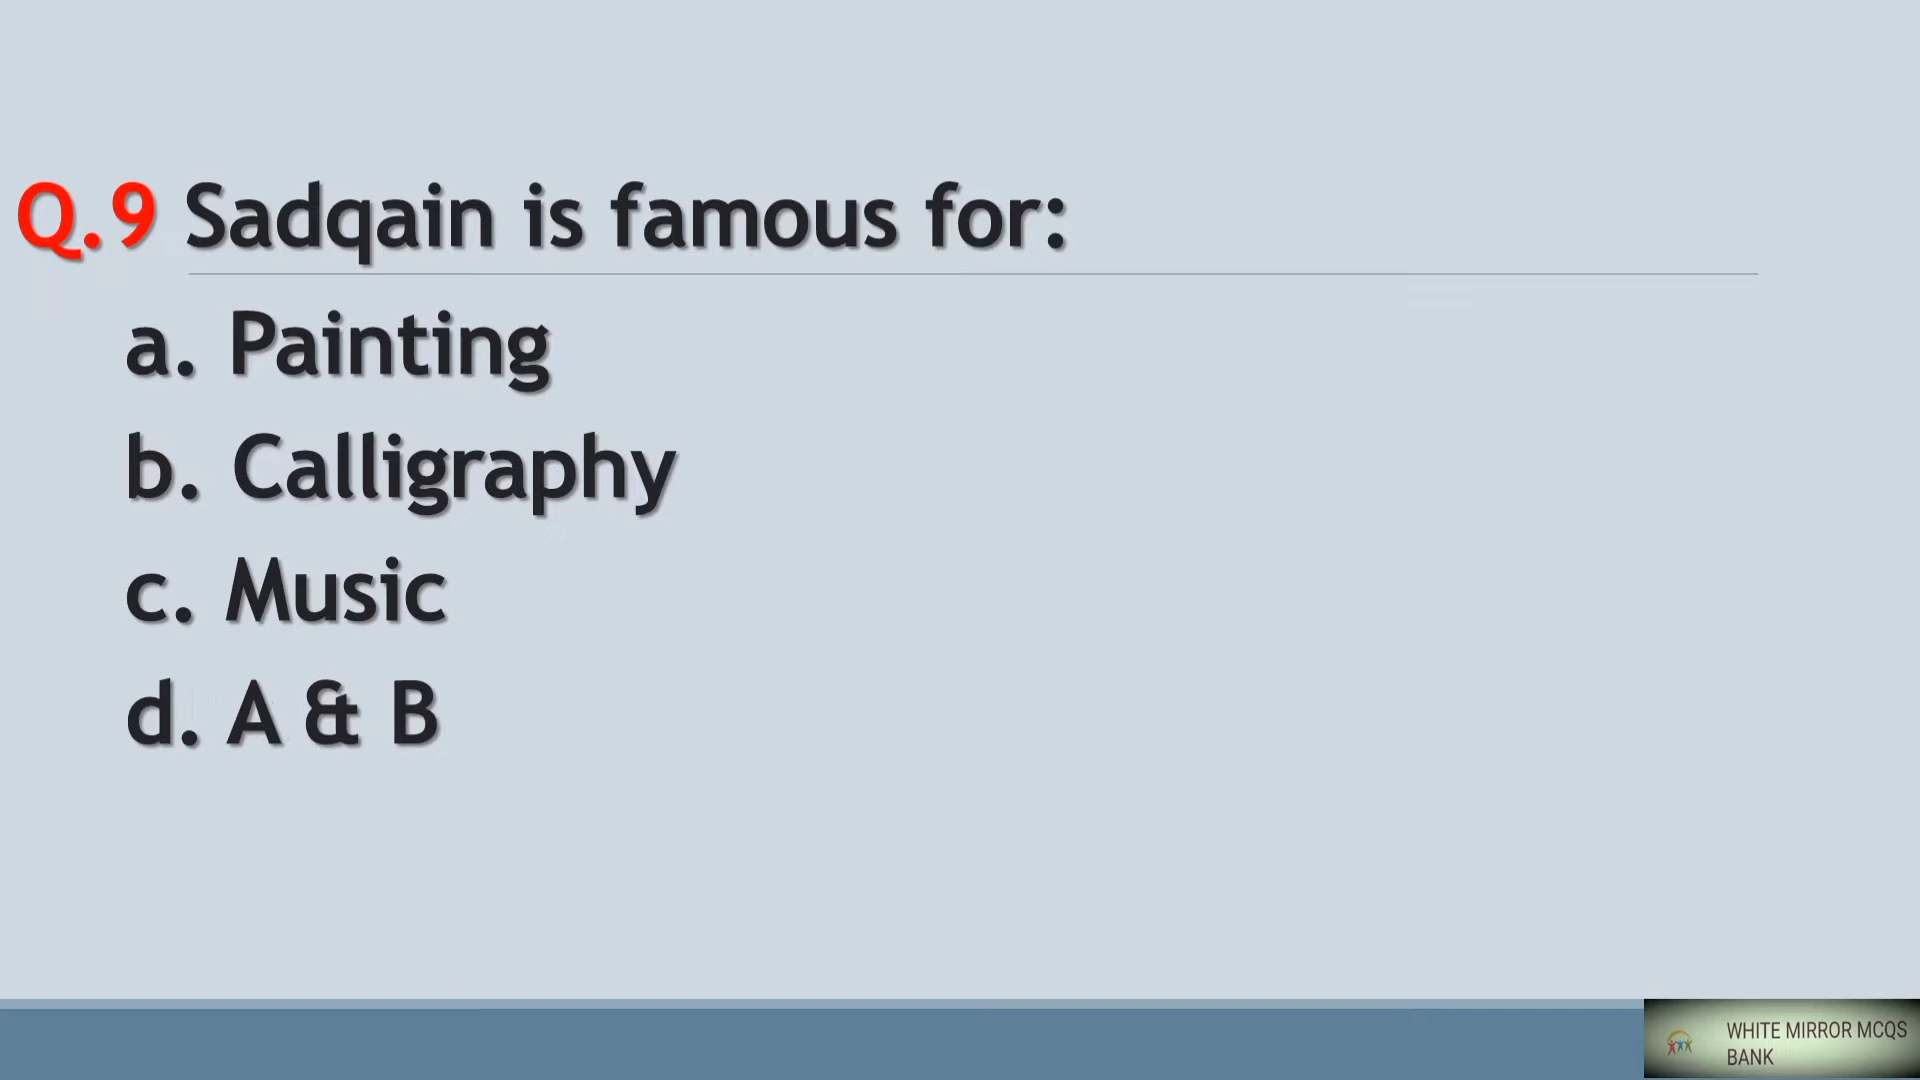 Q.9 Sadqain is famous for:
a. Painting
b. Calligraphy
c. Music
d. A & B
WHITE MIRROR MCQS
BANK